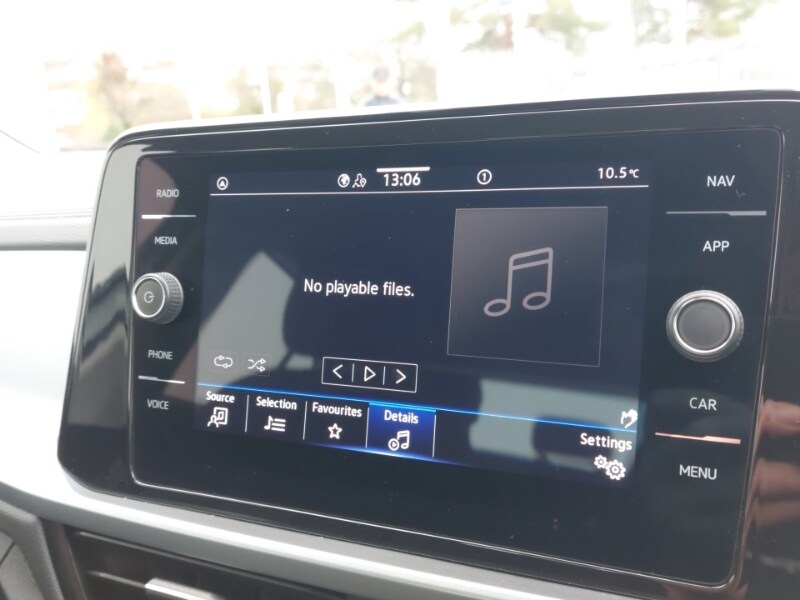 RADIO
MEDIA
PHONE
VOICE
13:06
1
10.5°C
No playable files.
Source
Selection
Favourites
Details
Settings
NAV
APP
CAR
MENU